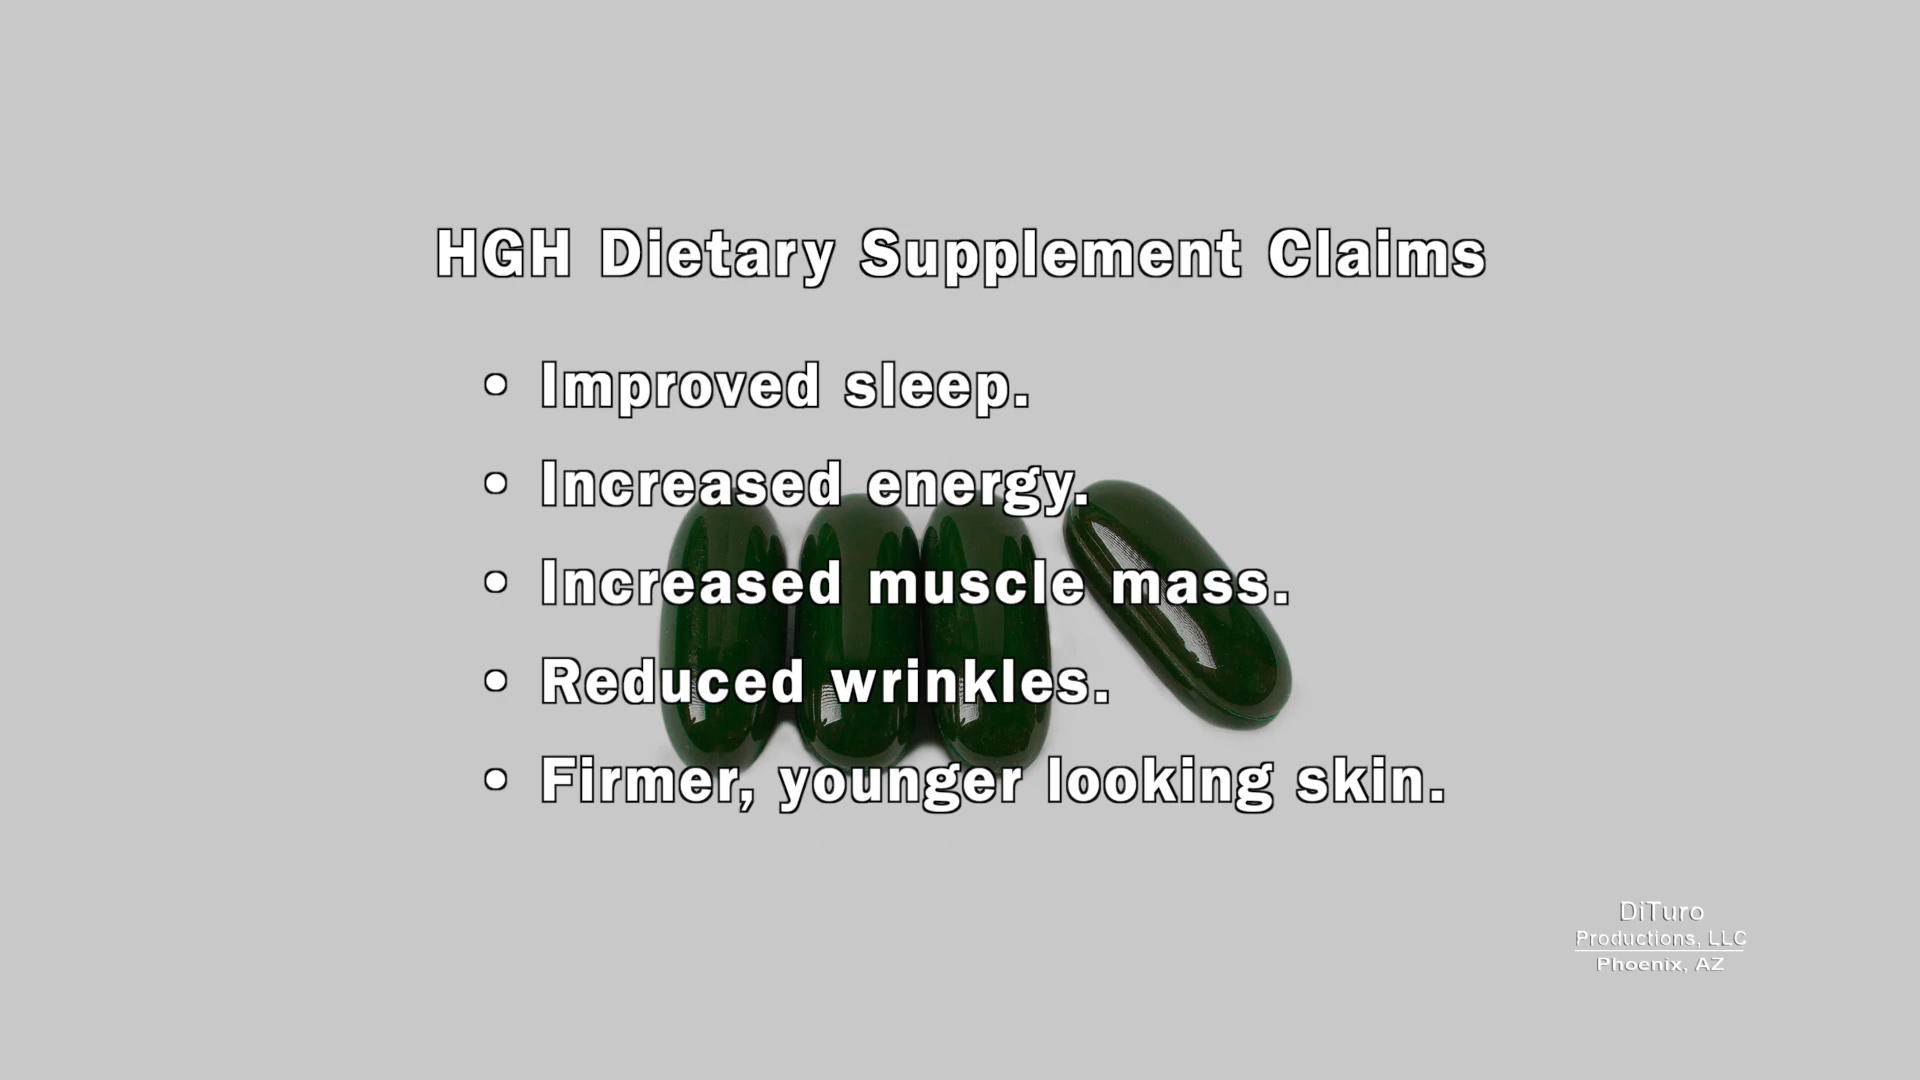 HGH Dietary Supplement Claims
• Improved sleep.
• Increased energy.
• Increased muscle mass.
• Reduced wrinkles.
• Firmer, younger looking skin.
DiTuro
Productions, LLC
Phoenix, AZ